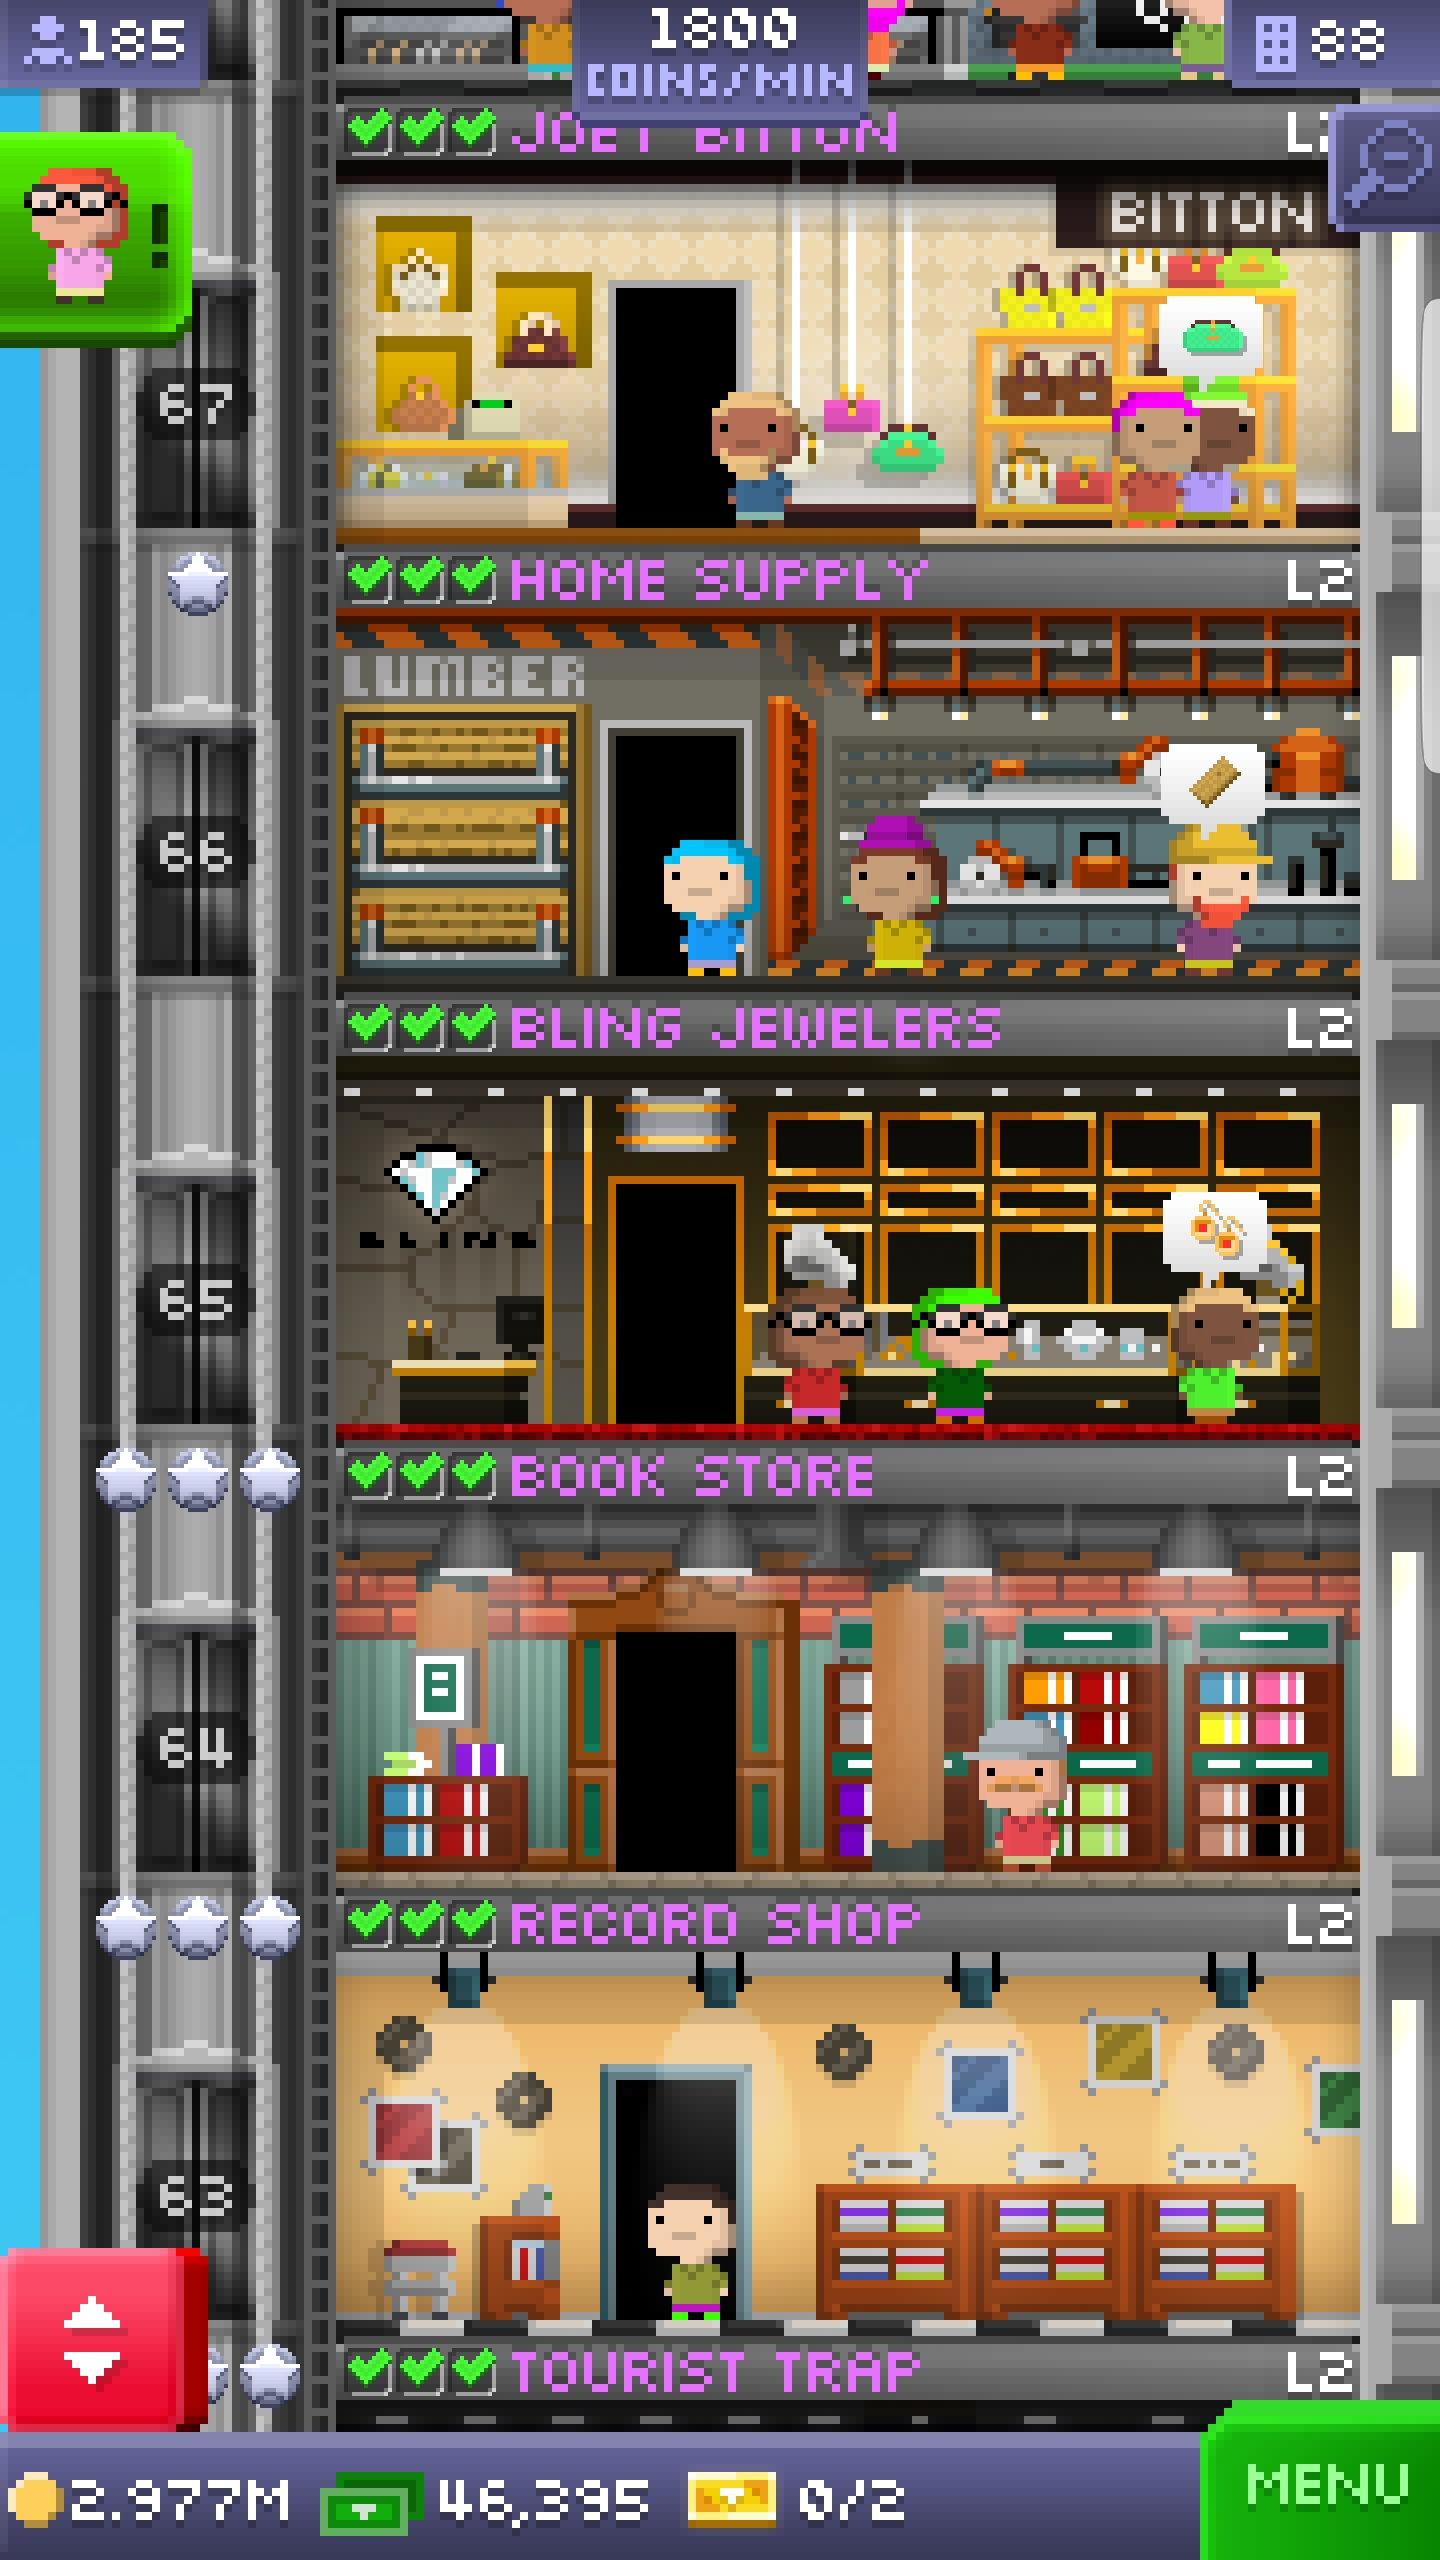 185
1800
COINS/MIN
88
JOEY BITTON
BITTON
67
HOME SUPPLY L2
LUMBER
66
BLING JEWELERS L2
BLING
65
BOOK STORE L2
64
RECORD SHOP L2
63
TOURIST TRAP L2
2.977M 46,395 0/2
MENU